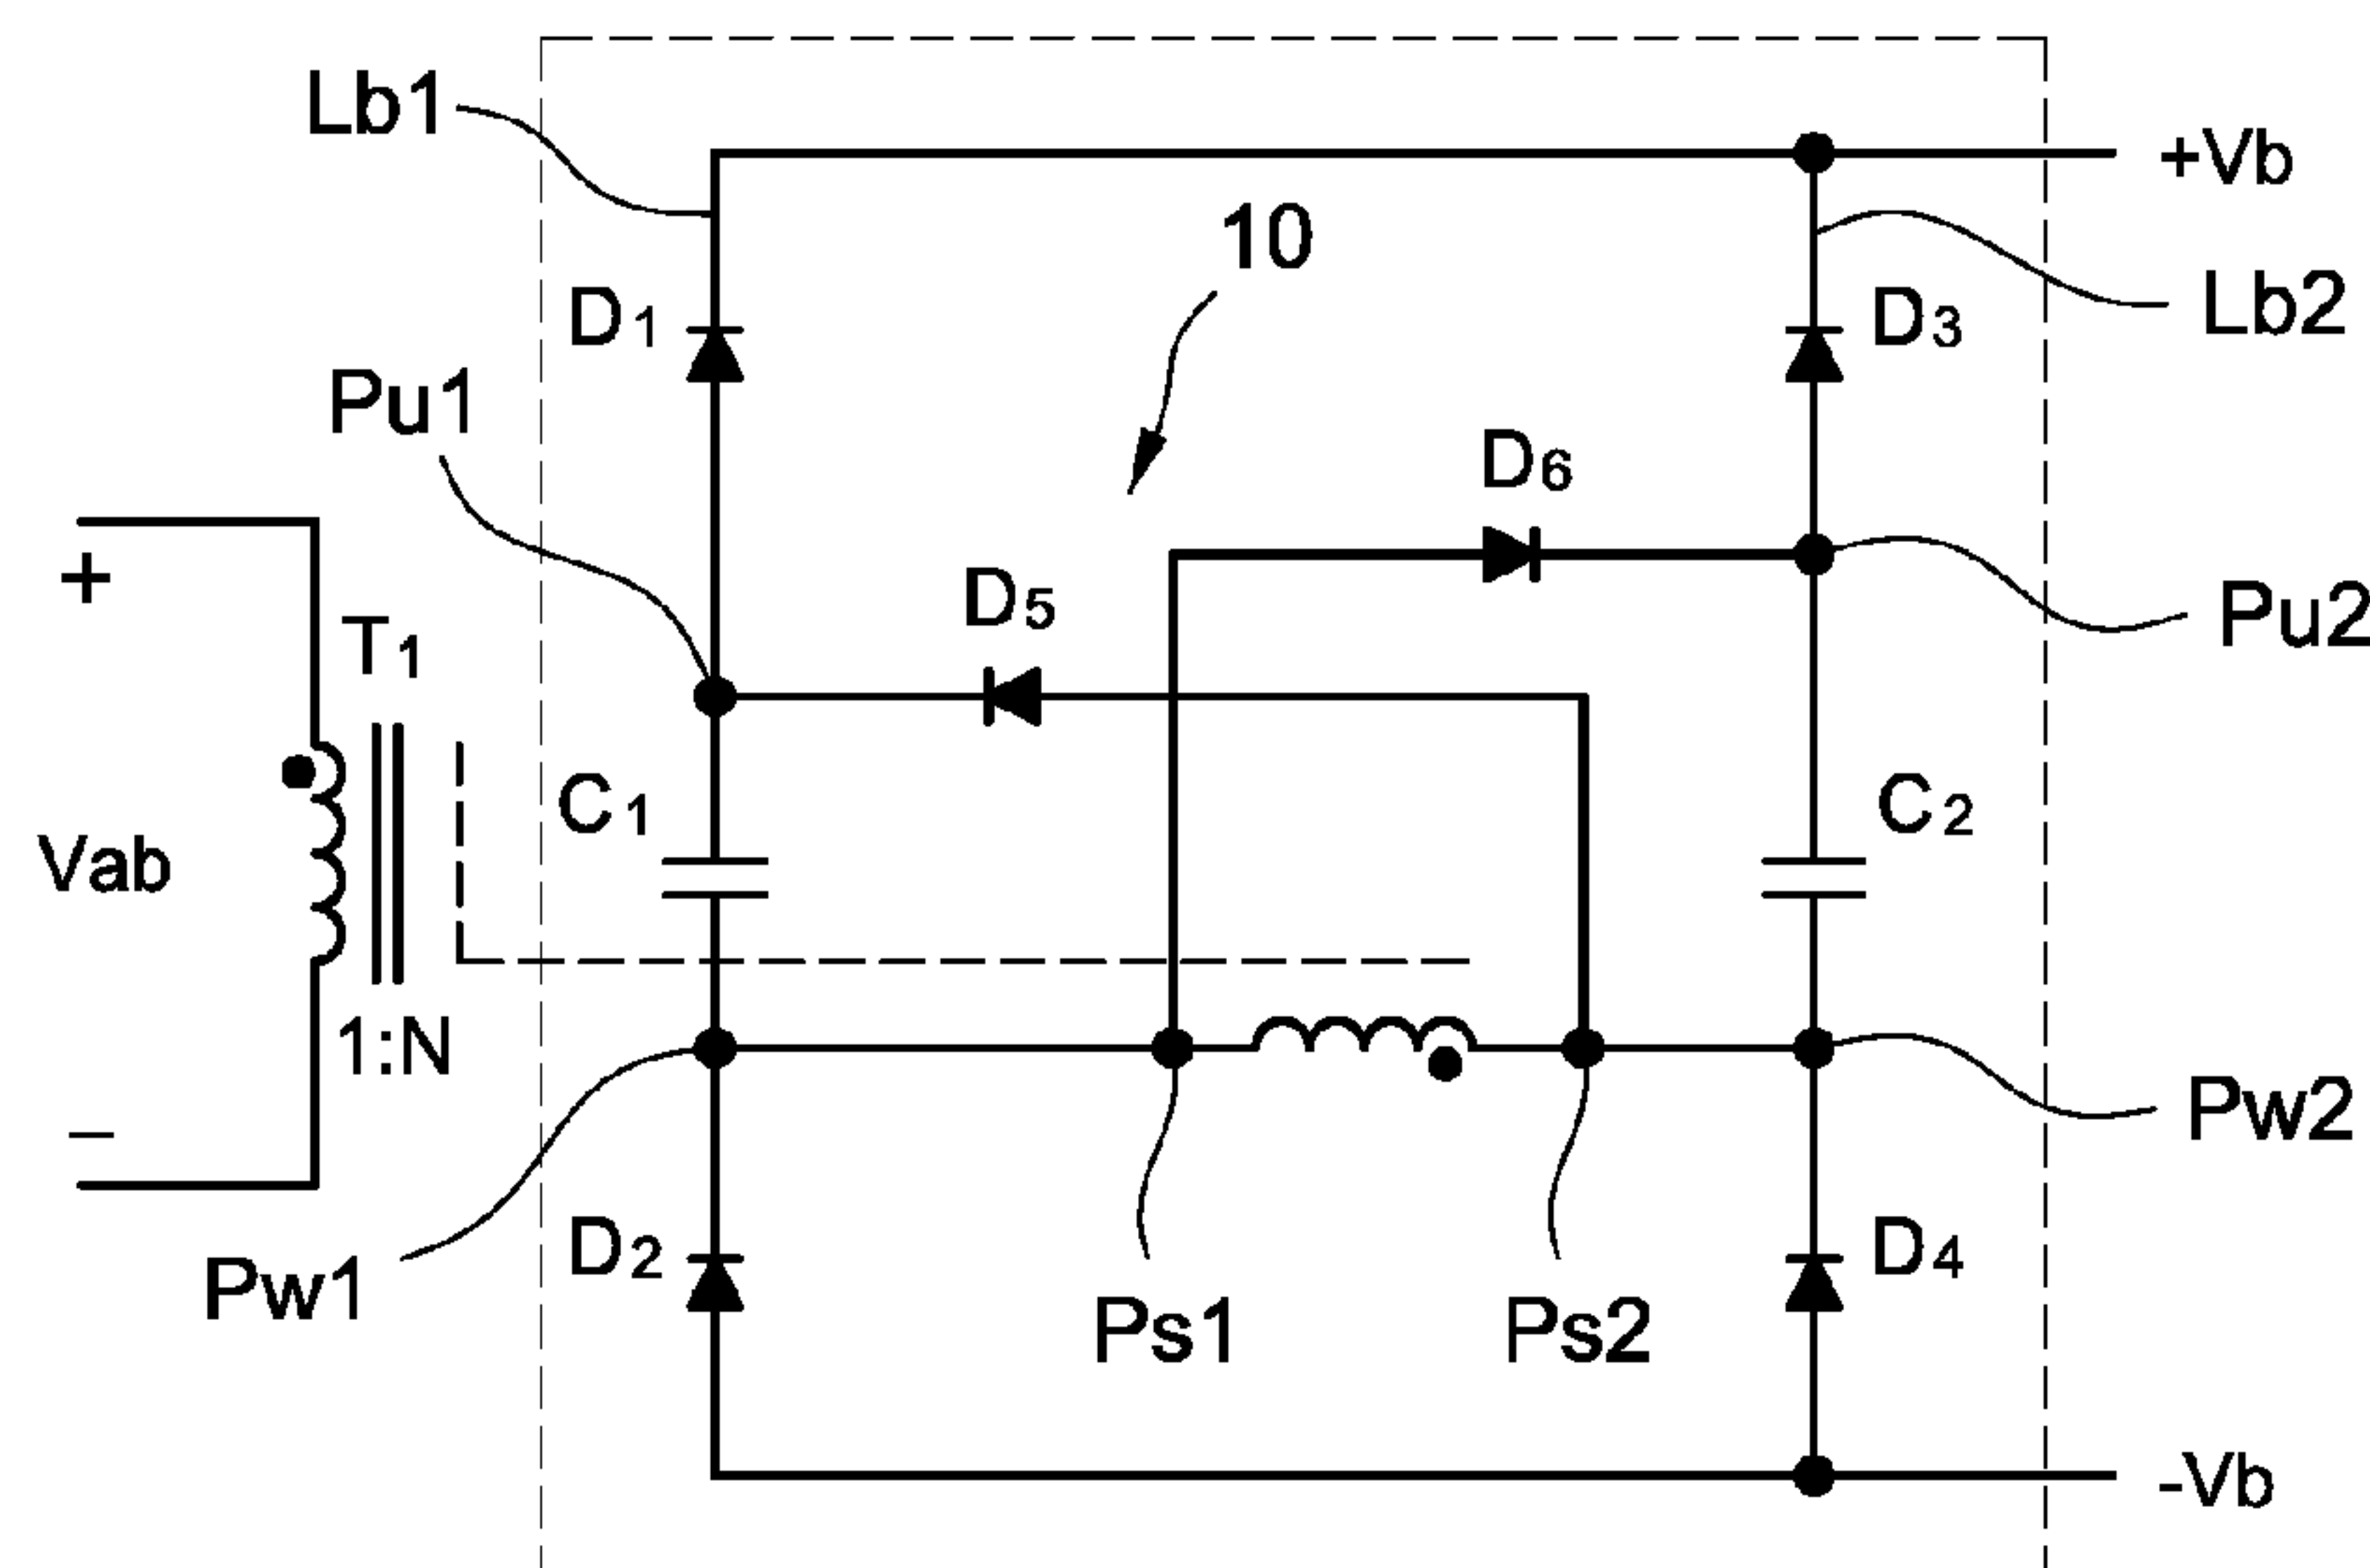 Lb1
+Vb
10
D1
D3
Lb2
Pu1
D6
+
D5
T1
Pu2
C1
C2
Vab
1:N
Pw2
–
D2
D4
Pw1
Ps1
Ps2
-Vb